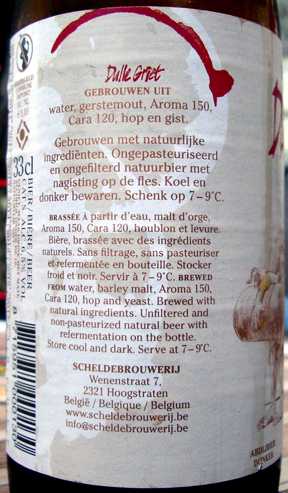 Dulle Griet
GEBROUWEN UIT
water, gerstemout, Aroma 150,
Cara 120, hop en gist.
Gebrouwen met natuurlijke
ingrediënten. Ongepasteuriseerd
en ongefilterd natuurbier met
nagisting op de fles. Koel en
donker bewaren. Schenk op 7–9°C.
BRASSÉE À partir d'eau, malt d'orge,
Aroma 150, Cara 120, houblon et levure.
Bière, brassée avec des ingrédients
naturels. Sans filtrage, sans pasteuriser
et refermentée en bouteille. Stocker
froid et noir. Servir à 7–9°C. BREWED
FROM water, barley malt, Aroma 150,
Cara 120, hop and yeast. Brewed with
natural ingredients. Unfiltered and
non-pasteurized natural beer with
refermentation on the bottle.
Store cool and dark. Serve at 7–9°C.
SCHELDEBROUWERIJ
Wenenstraat 7,
2321 Hoogstraten
België / Belgique / Belgium
www.scheldebrouwerij.be
info@scheldebrouwerij.be
33cl
BIER/BIÈRE/BEER
ABDIJBIER
DONKER